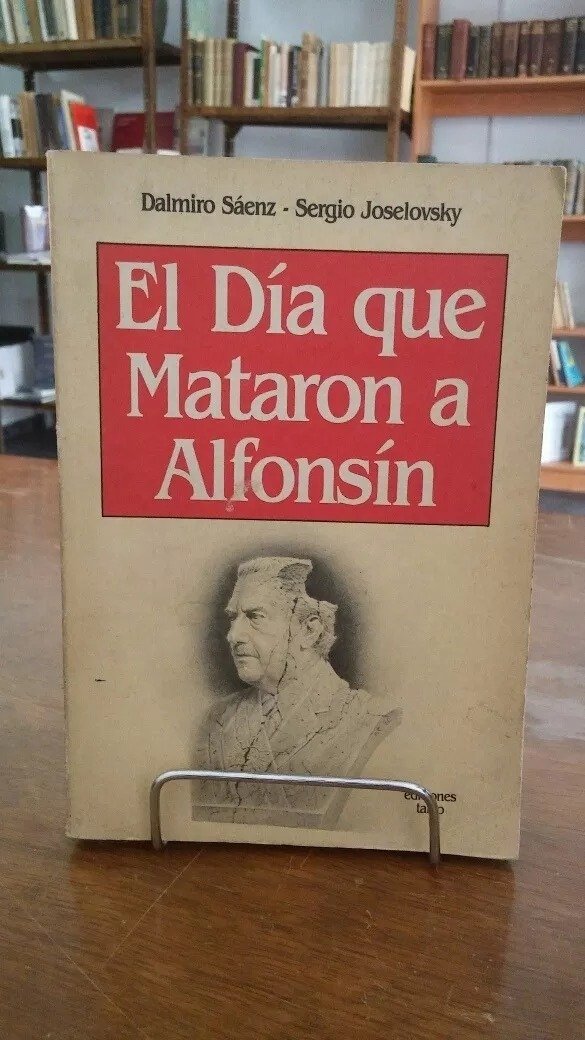 Dalmiro Sáenz - Sergio Joselovsky
El Día que
Mataron a
Alfonsín